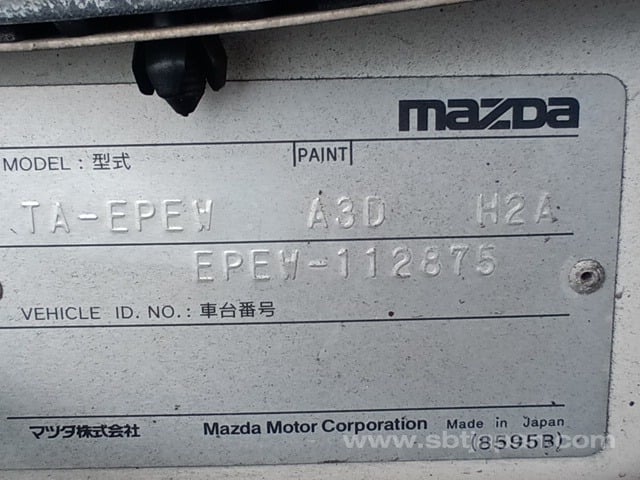 mazda
MODEL : 型式 PAINT
TA-EPEW A3D H2A
EPEW-112875
VEHICLE ID. NO. : 車台番号
マツダ株式会社 Mazda Motor Corporation Made in Japan
(8595B)